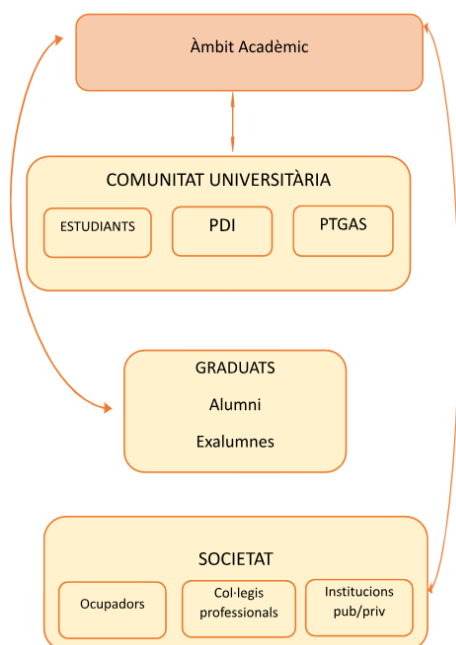 Àmbit Acadèmic
COMUNITAT UNIVERSITÀRIA
ESTUDIANTS
PDI
PTGAS
GRADUATS
Alumni
Exalumnes
SOCIETAT
Ocupadors
Col·legis
professionals
Institucions
pub/priv